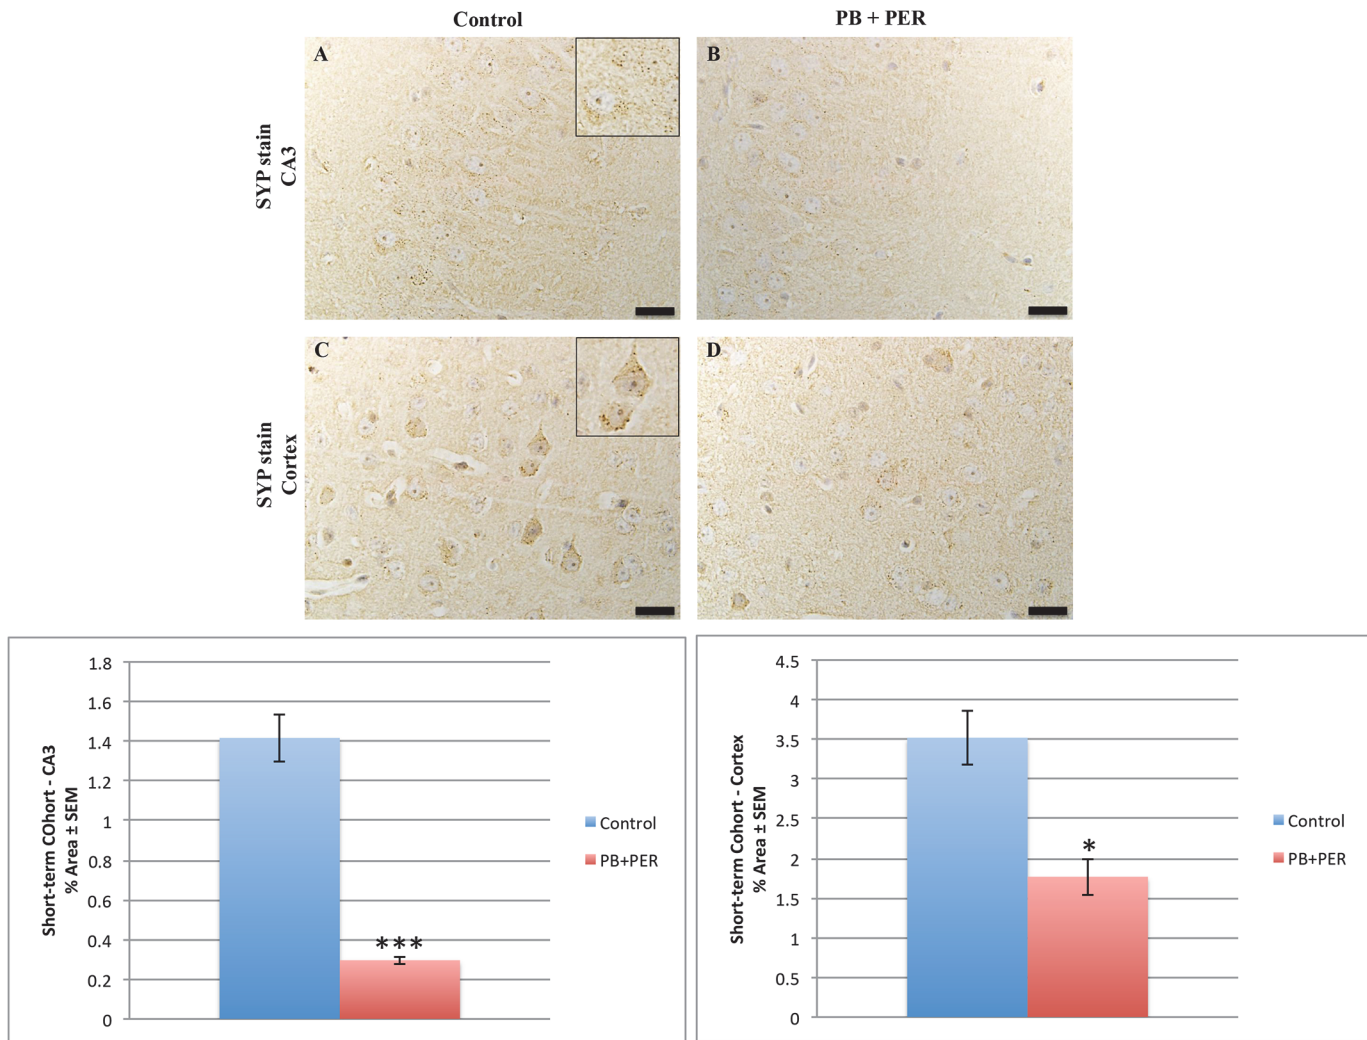 Control
PB + PER
A
B
SYP stain
CA3
C
D
SYP stain
Cortex
Short-term COhort - CA3
% Area ± SEM
1.8
1.6
1.4
1.2
1
0.8
0.6
0.4
0.2
0
***
Control
PB+PER
Short-term Cohort - Cortex
% Area ± SEM
4.5
4
3.5
3
2.5
2
1.5
1
0.5
0
*
Control
PB+PER